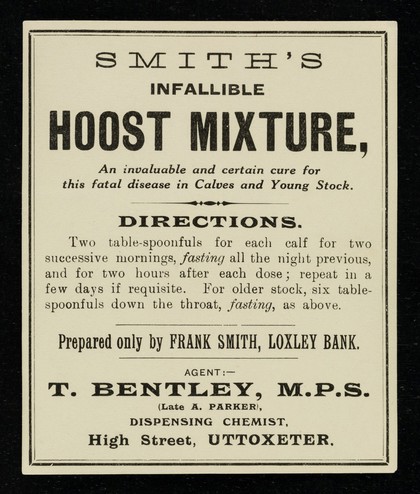 SMITH'S
INFALLIBLE
HOOST MIXTURE,
An invaluable and certain cure for
this fatal disease in Calves and Young Stock.
DIRECTIONS.
Two table-spoonfuls for each calf for two
successive mornings, fasting all the night previous,
and for two hours after each dose; repeat in a
few days if requisite. For older stock, six table-
spoonfuls down the throat, fasting, as above.
Prepared only by FRANK SMITH, LOXLEY BANK.
AGENT:—
T. BENTLEY, M.P.S.
(Late A. PARKER),
DISPENSING CHEMIST,
High Street, UTTOXETER.